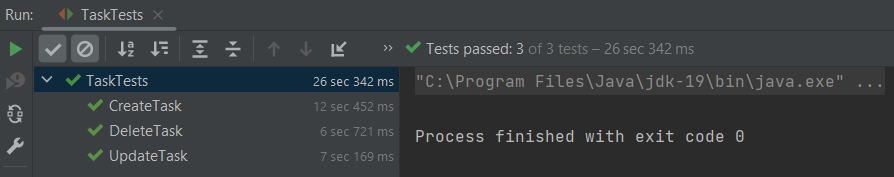 Run: TaskTests ×
>> Tests passed: 3 of 3 tests – 26 sec 342 ms
TaskTests 26 sec 342 ms
CreateTask 12 sec 452 ms
DeleteTask 6 sec 721 ms
UpdateTask 7 sec 169 ms
"C:\Program Files\Java\jdk-19\bin\java.exe" ...
Process finished with exit code 0